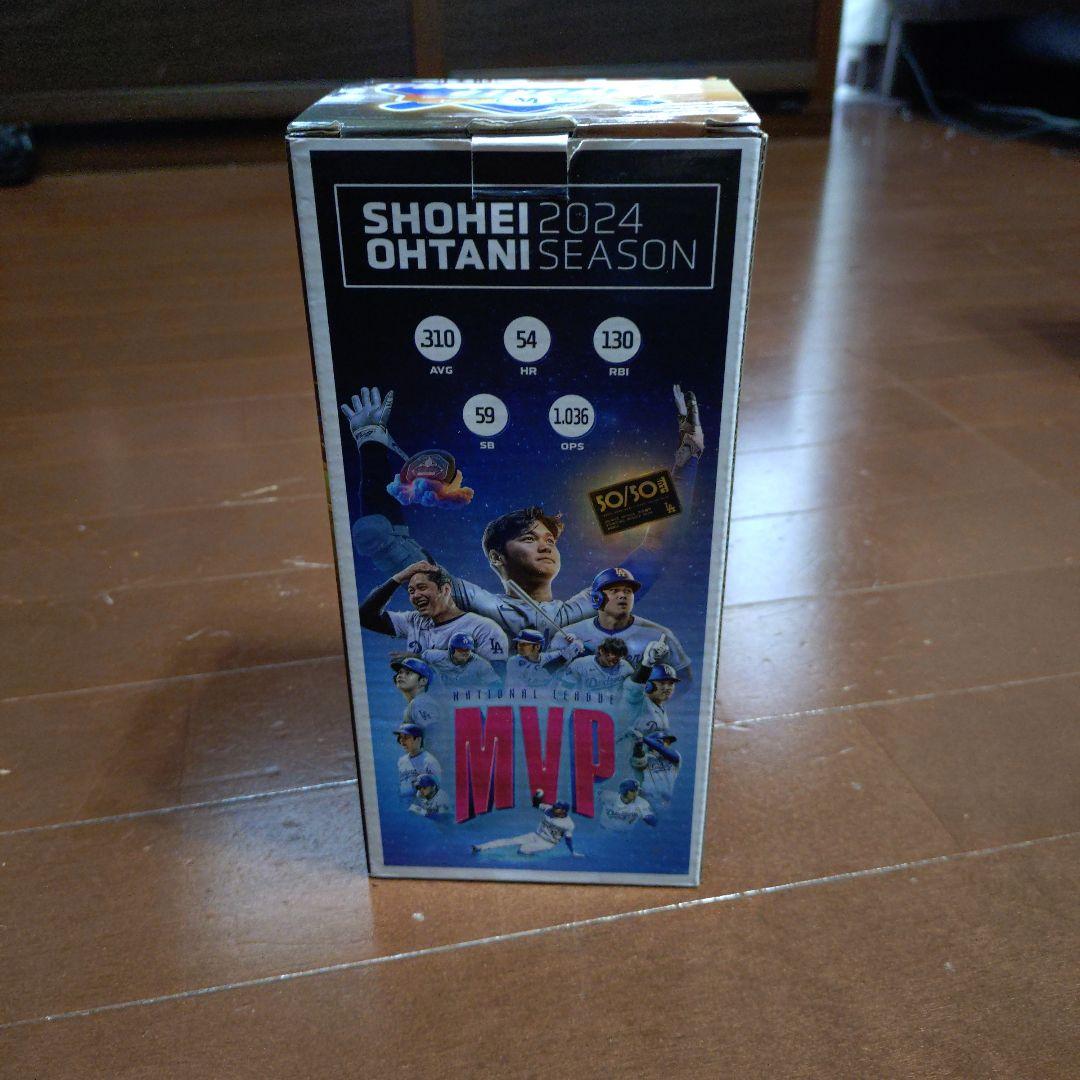 SHOHEI 2024
OHTANI SEASON
.310
54
130
AVG
HR
RBI
59
1.036
SB
OPS
50/50
LA
NATIONAL LEAGUE
MVP